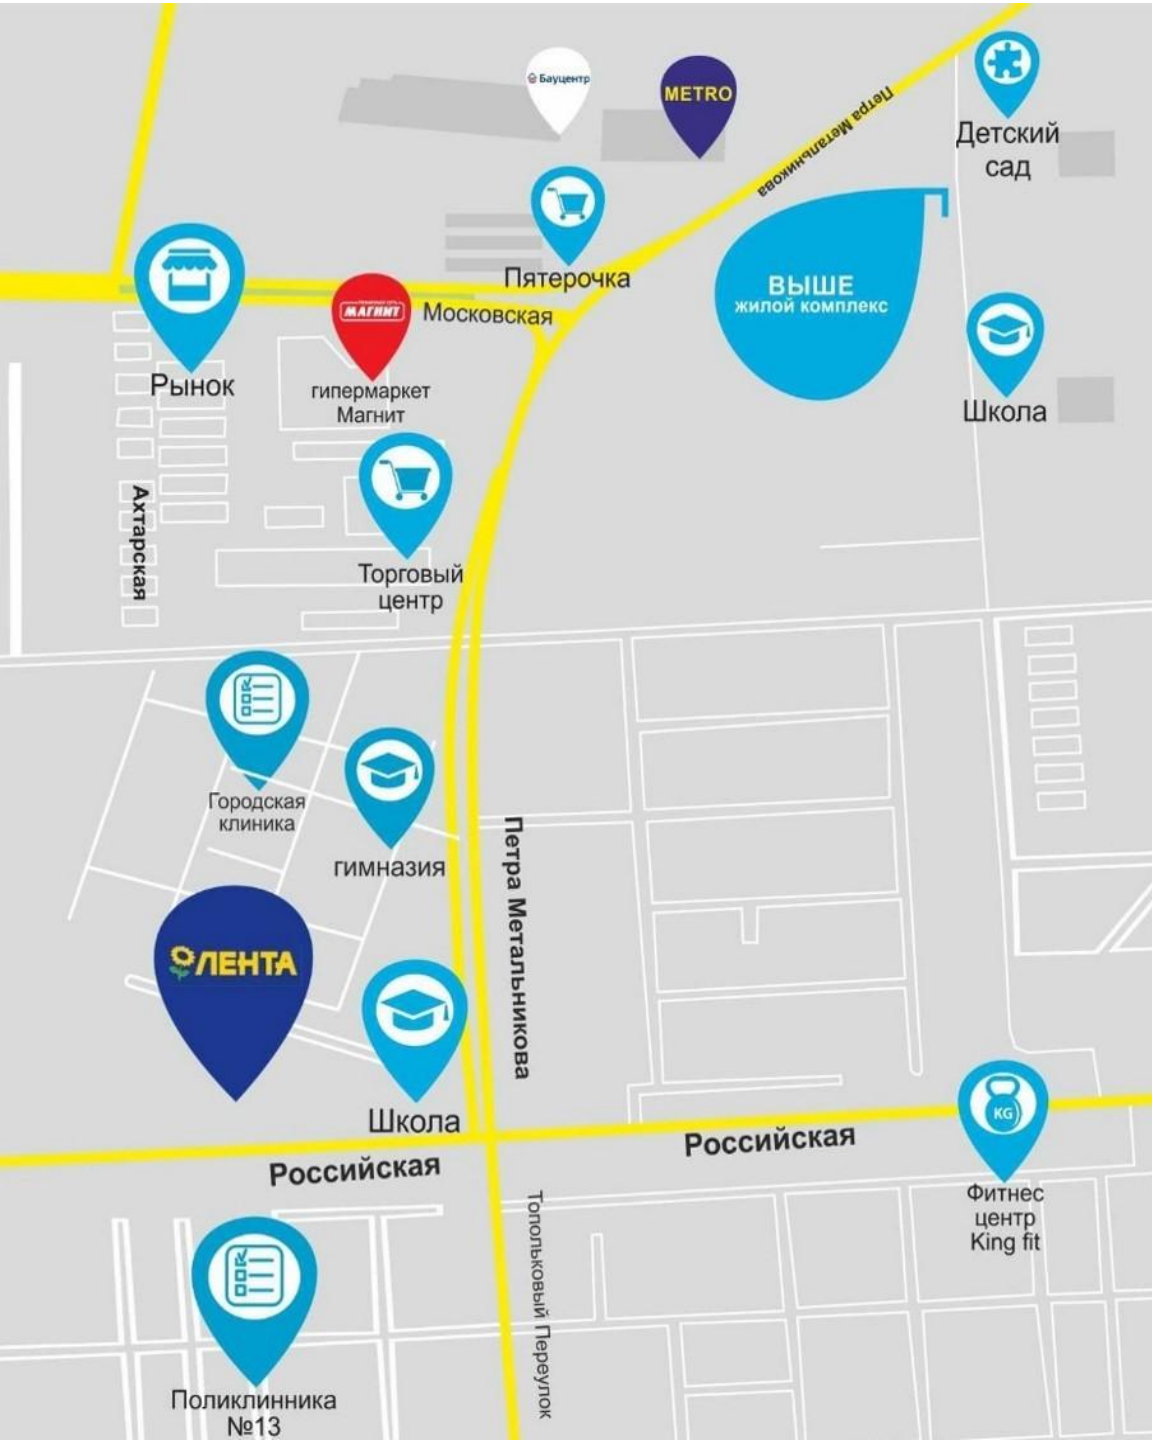 Бауцентр
METRO
Петра Метальникова
Детский
сад
Пятерочка
ВЫШЕ
жилой комплекс
МАГНИТ
Московская
Рынок
гипермаркет
Магнит
Школа
Ахтарская
Торговый
центр
Городская
клиника
гимназия
Петра Метальникова
ЛЕНТА
Школа
Российская
Российская
KG
Фитнес
центр
King fit
Топольковый Переулок
Поликлинника
№13